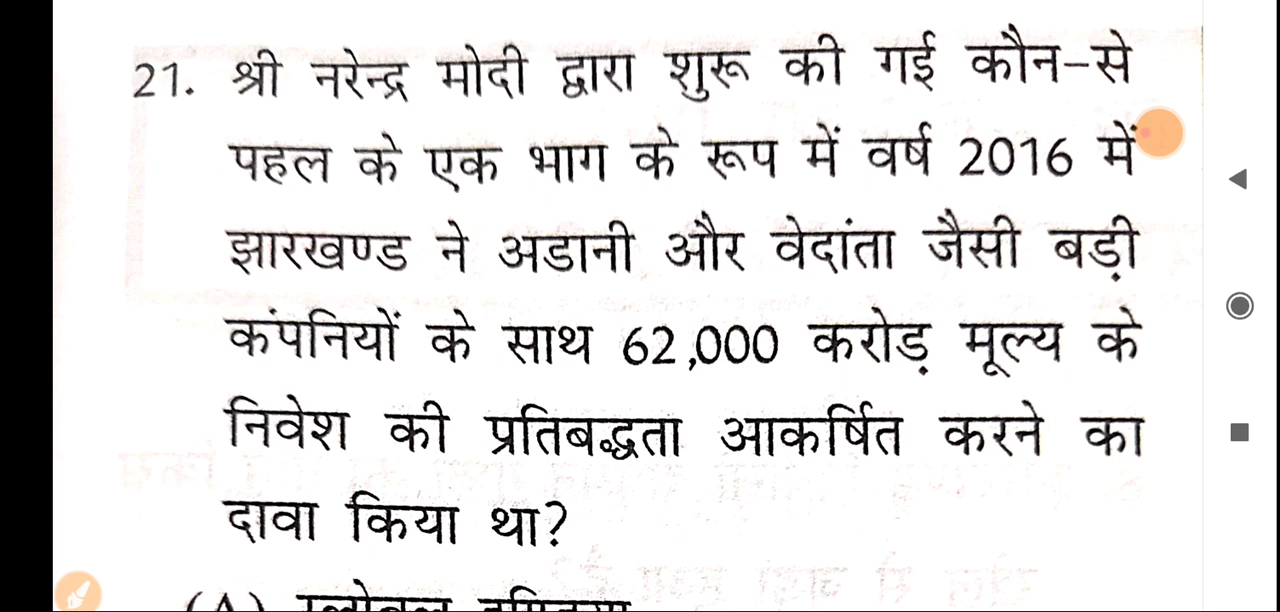 21. श्री नरेन्द्र मोदी द्वारा शुरू की गई कौन-से
पहल के एक भाग के रूप में वर्ष 2016 में
झारखण्ड ने अडानी और वेदांता जैसी बड़ी
कंपनियों के साथ 62,000 करोड़ मूल्य के
निवेश की प्रतिबद्धता आकर्षित करने का
दावा किया था?
(A)